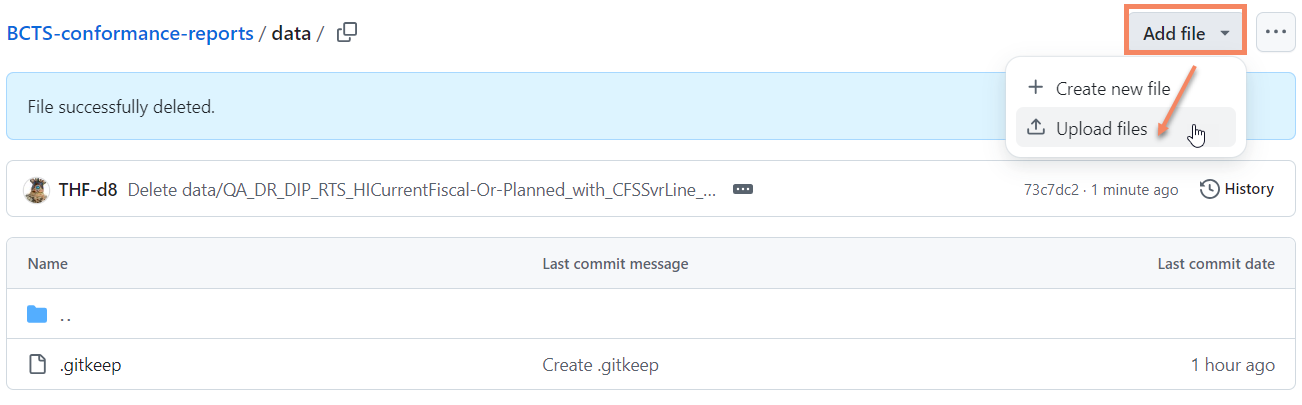 BCTS-conformance-reports / data /
Add file
Create new file
Upload files
File successfully deleted.
THF-d8 Delete data/QA_DR_DIP_RTS_HICurrentFiscal-Or-Planned_with_CFSSvrLine_...
73c7dc2 · 1 minute ago
History
Name Last commit message Last commit date
..
.gitkeep Create .gitkeep 1 hour ago